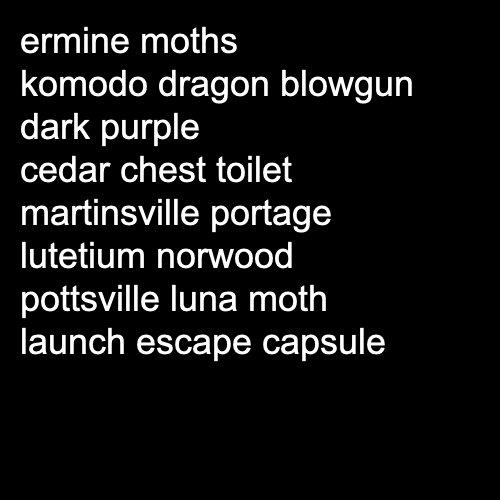 ermine moths
komodo dragon blowgun
dark purple
cedar chest toilet
martinsville portage
lutetium norwood
pottsville luna moth
launch escape capsule